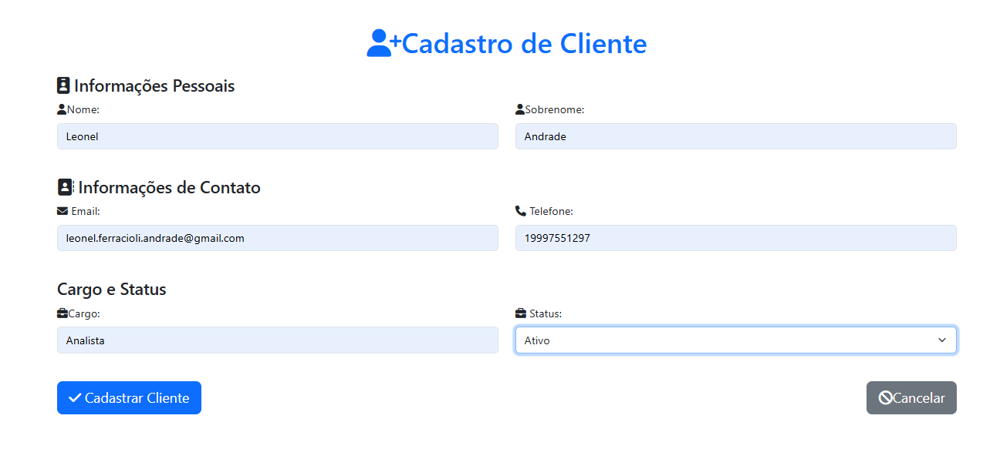 Cadastro de Cliente
Informações Pessoais
Nome: Sobrenome:
Leonel Andrade
Informações de Contato
Email: Telefone:
leonel.ferracioli.andrade@gmail.com 19997551297
Cargo e Status
Cargo: Status:
Analista Ativo
Cadastrar Cliente Cancelar